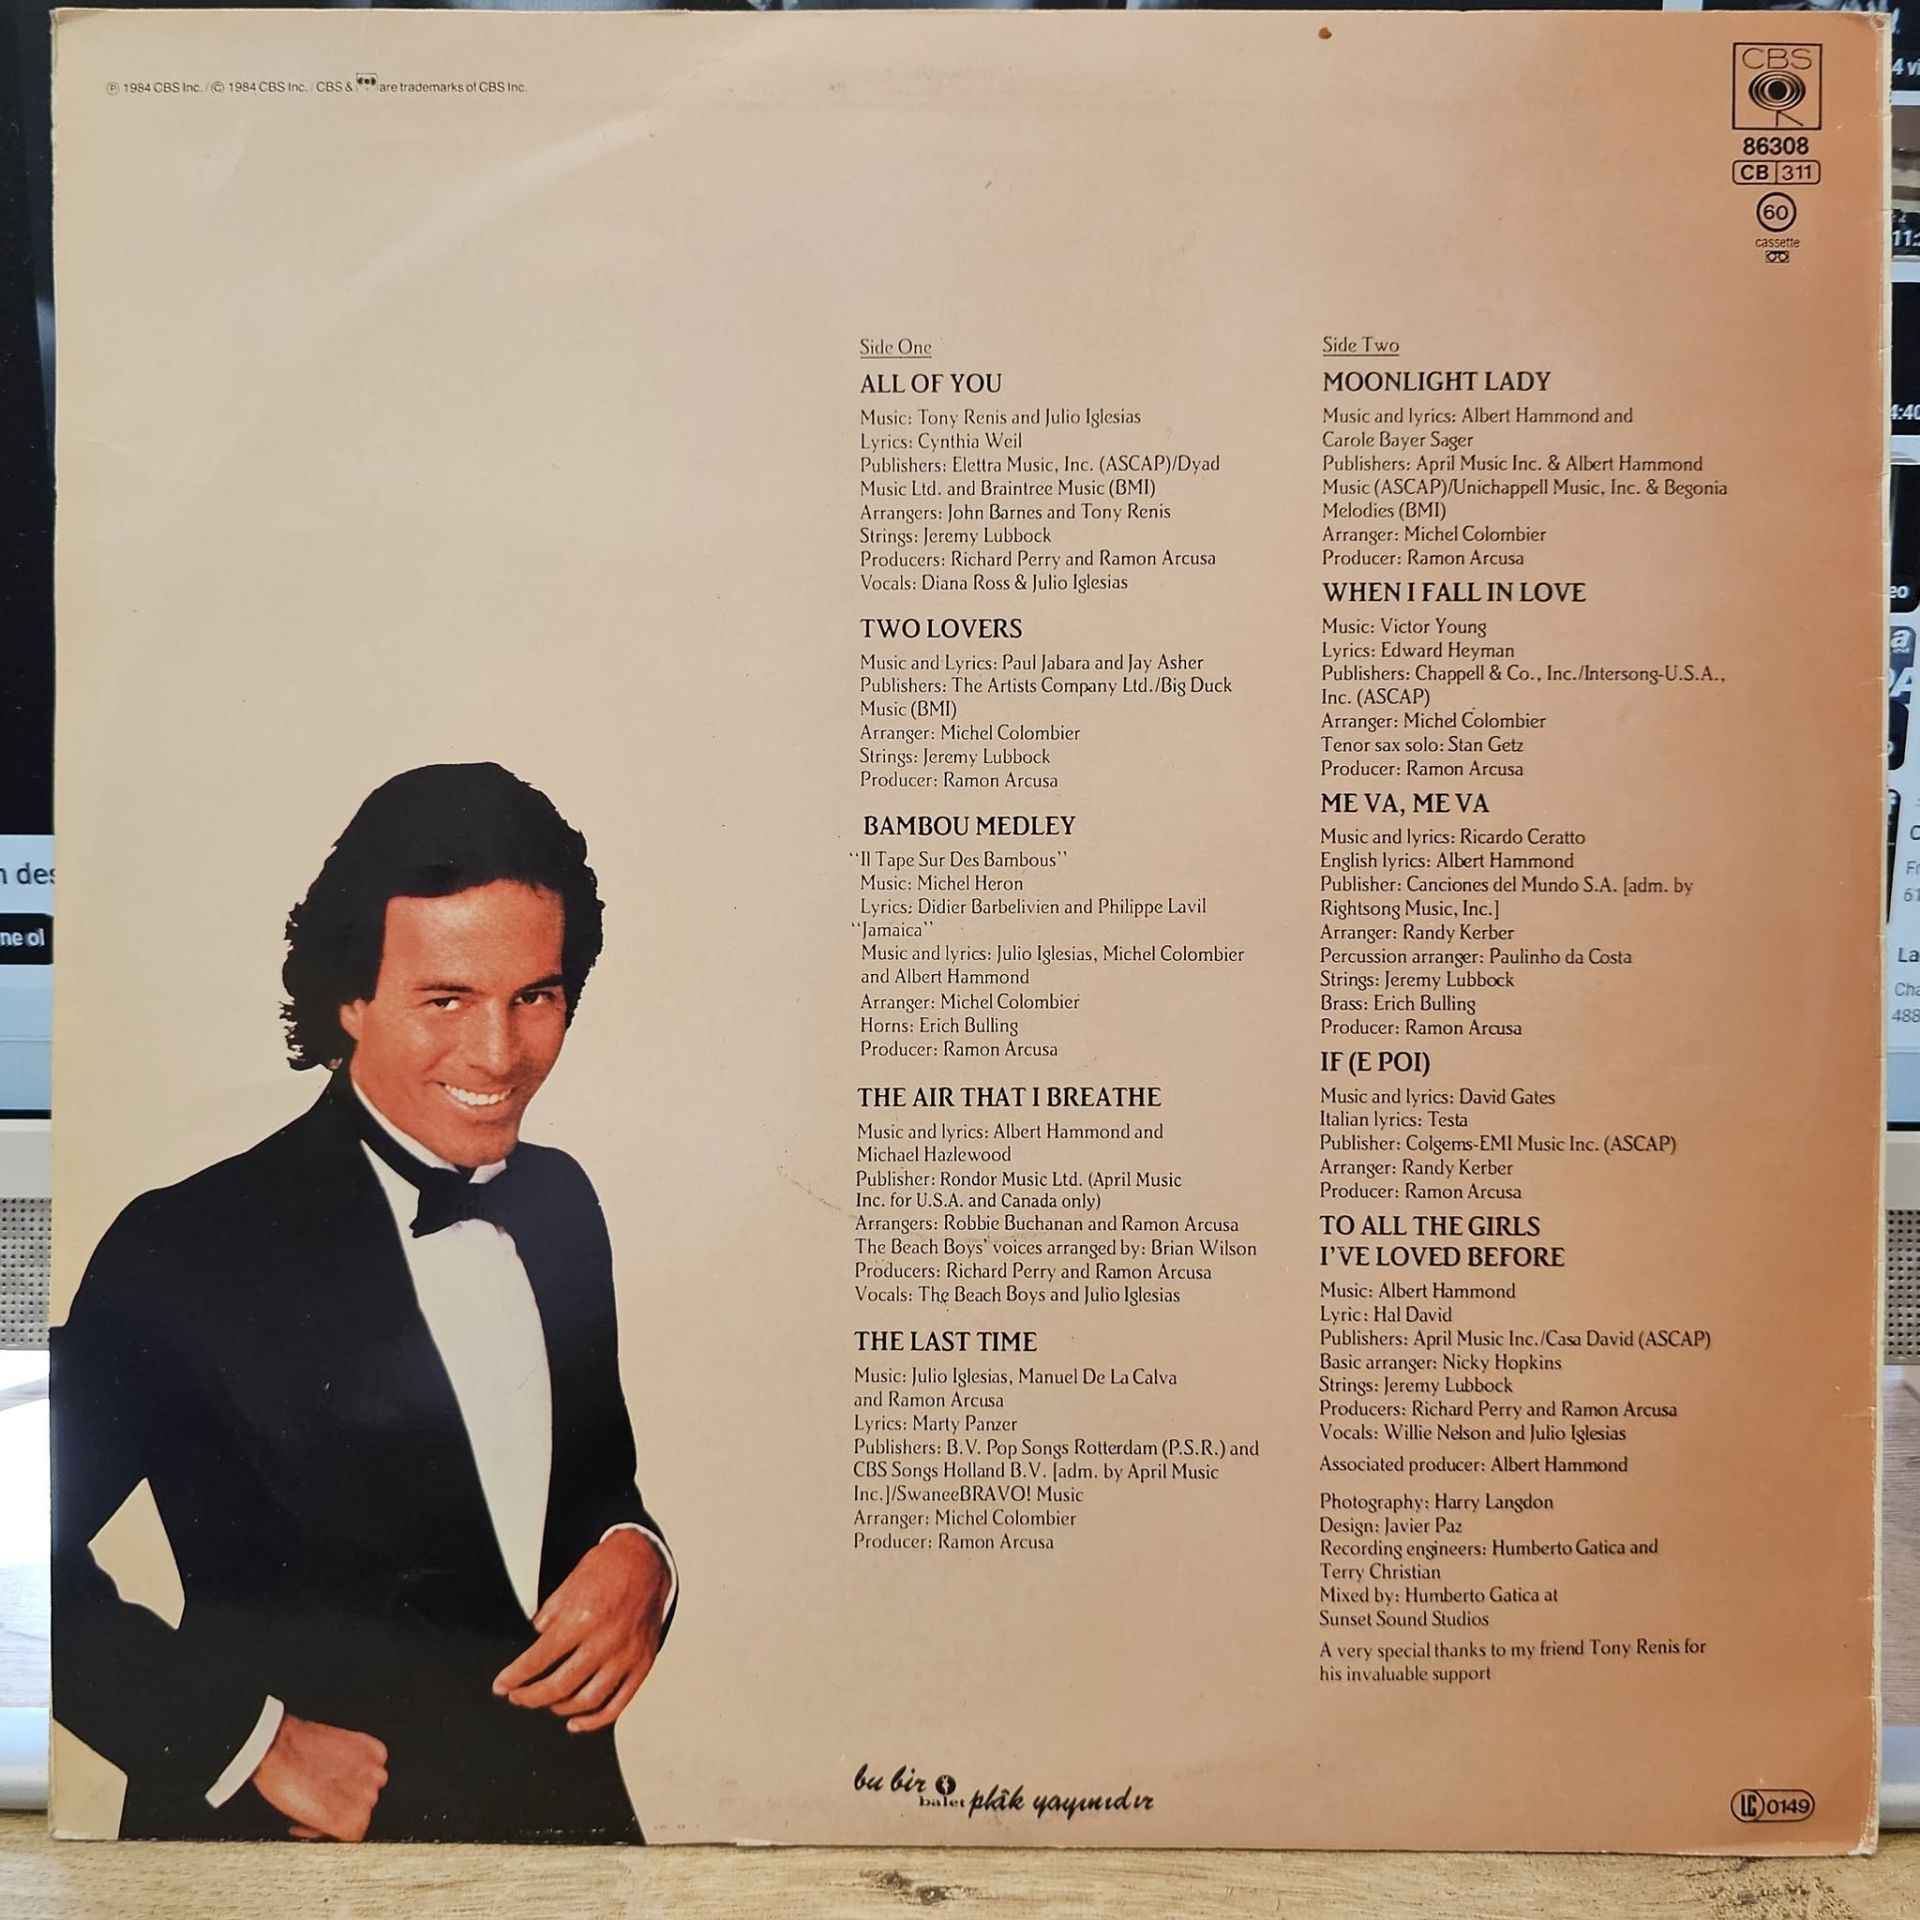 ℗ 1984 CBS Inc. / © 1984 CBS Inc. / CBS & are trademarks of CBS Inc.
CBS
86308
CB 311
60
cassette
Side One
ALL OF YOU
Music: Tony Renis and Julio Iglesias
Lyrics: Cynthia Weil
Publishers: Elettra Music, Inc. (ASCAP)/Dyad
Music Ltd. and Braintree Music (BMI)
Arrangers: John Barnes and Tony Renis
Strings: Jeremy Lubbock
Producers: Richard Perry and Ramon Arcusa
Vocals: Diana Ross & Julio Iglesias
TWO LOVERS
Music and Lyrics: Paul Jabara and Jay Asher
Publishers: The Artists Company Ltd./Big Duck
Music (BMI)
Arranger: Michel Colombier
Strings: Jeremy Lubbock
Producer: Ramon Arcusa
BAMBOU MEDLEY
"Il Tape Sur Des Bambous"
Music: Michel Heron
Lyrics: Didier Barbelivien and Philippe Lavil
"Jamaica"
Music and lyrics: Julio Iglesias, Michel Colombier
and Albert Hammond
Arranger: Michel Colombier
Horns: Erich Bulling
Producer: Ramon Arcusa
THE AIR THAT I BREATHE
Music and lyrics: Albert Hammond and
Michael Hazlewood
Publisher: Rondor Music Ltd. (April Music
Inc. for U.S.A. and Canada only)
Arrangers: Robbie Buchanan and Ramon Arcusa
The Beach Boys' voices arranged by: Brian Wilson
Producers: Richard Perry and Ramon Arcusa
Vocals: The Beach Boys and Julio Iglesias
THE LAST TIME
Music: Julio Iglesias, Manuel De La Calva
and Ramon Arcusa
Lyrics: Marty Panzer
Publishers: B.V. Pop Songs Rotterdam (P.S.R.) and
CBS Songs Holland B.V. [adm. by April Music
Inc.]/SwaneeBRAVO! Music
Arranger: Michel Colombier
Producer: Ramon Arcusa
Side Two
MOONLIGHT LADY
Music and lyrics: Albert Hammond and
Carole Bayer Sager
Publishers: April Music Inc. & Albert Hammond
Music (ASCAP)/Unichappell Music, Inc. & Begonia
Melodies (BMI)
Arranger: Michel Colombier
Producer: Ramon Arcusa
WHEN I FALL IN LOVE
Music: Victor Young
Lyrics: Edward Heyman
Publishers: Chappell & Co., Inc./Intersong-U.S.A.,
Inc. (ASCAP)
Arranger: Michel Colombier
Tenor sax solo: Stan Getz
Producer: Ramon Arcusa
ME VA, ME VA
Music and lyrics: Ricardo Ceratto
English lyrics: Albert Hammond
Publisher: Canciones del Mundo S.A. [adm. by
Rightsong Music, Inc.]
Arranger: Randy Kerber
Percussion arranger: Paulinho da Costa
Strings: Jeremy Lubbock
Brass: Erich Bulling
Producer: Ramon Arcusa
IF (E POI)
Music and lyrics: David Gates
Italian lyrics: Testa
Publisher: Colgems-EMI Music Inc. (ASCAP)
Arranger: Randy Kerber
Producer: Ramon Arcusa
TO ALL THE GIRLS
I'VE LOVED BEFORE
Music: Albert Hammond
Lyric: Hal David
Publishers: April Music Inc./Casa David (ASCAP)
Basic arranger: Nicky Hopkins
Strings: Jeremy Lubbock
Producers: Richard Perry and Ramon Arcusa
Vocals: Willie Nelson and Julio Iglesias
Associated producer: Albert Hammond
Photography: Harry Langdon
Design: Javier Paz
Recording engineers: Humberto Gatica and
Terry Christian
Mixed by: Humberto Gatica at
Sunset Sound Studios
A very special thanks to my friend Tony Renis for
his invaluable support
bu bir balet plâk yayınıdır
LC 0149